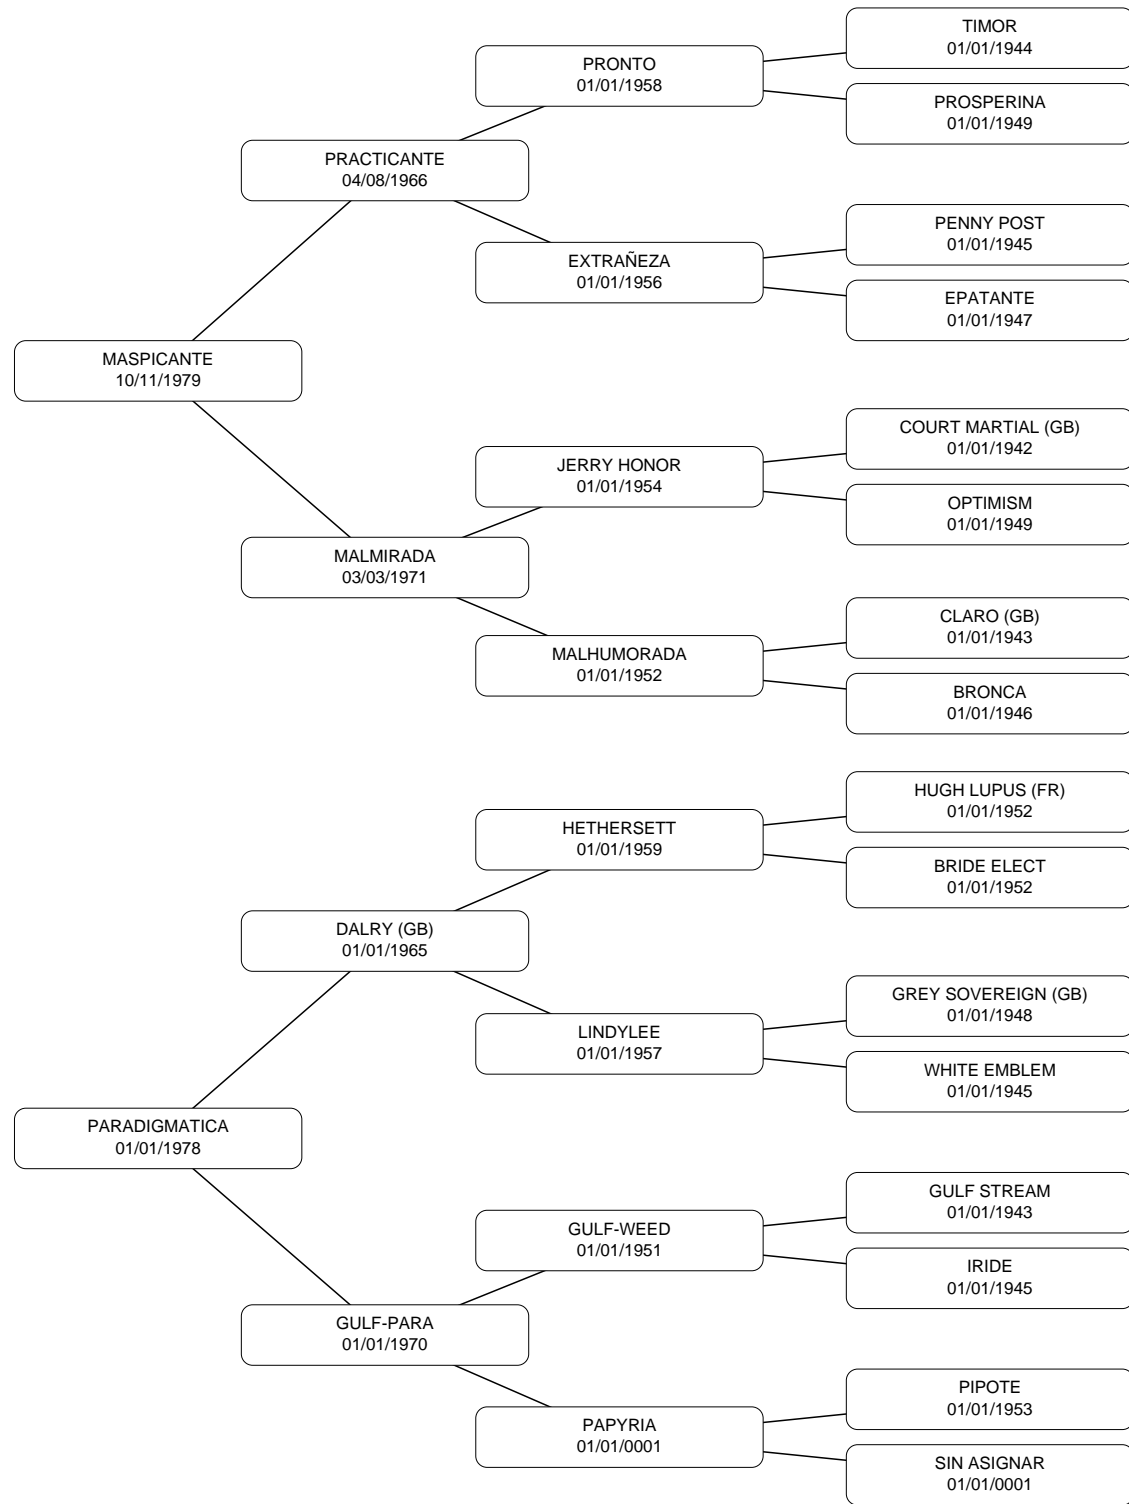 TIMOR
01/01/1944
PRONTO
01/01/1958
PROSPERINA
01/01/1949
PRACTICANTE
04/08/1966
PENNY POST
01/01/1945
EXTRAÑEZA
01/01/1956
EPATANTE
01/01/1947
MASPICANTE
10/11/1979
COURT MARTIAL (GB)
01/01/1942
JERRY HONOR
01/01/1954
OPTIMISM
01/01/1949
MALMIRADA
03/03/1971
CLARO (GB)
01/01/1943
MALHUMORADA
01/01/1952
BRONCA
01/01/1946
HUGH LUPUS (FR)
01/01/1952
HETHERSETT
01/01/1959
BRIDE ELECT
01/01/1952
DALRY (GB)
01/01/1965
GREY SOVEREIGN (GB)
01/01/1948
LINDYLEE
01/01/1957
WHITE EMBLEM
01/01/1945
PARADIGMATICA
01/01/1978
GULF STREAM
01/01/1943
GULF-WEED
01/01/1951
IRIDE
01/01/1945
GULF-PARA
01/01/1970
PIPOTE
01/01/1953
PAPYRIA
01/01/0001
SIN ASIGNAR
01/01/0001